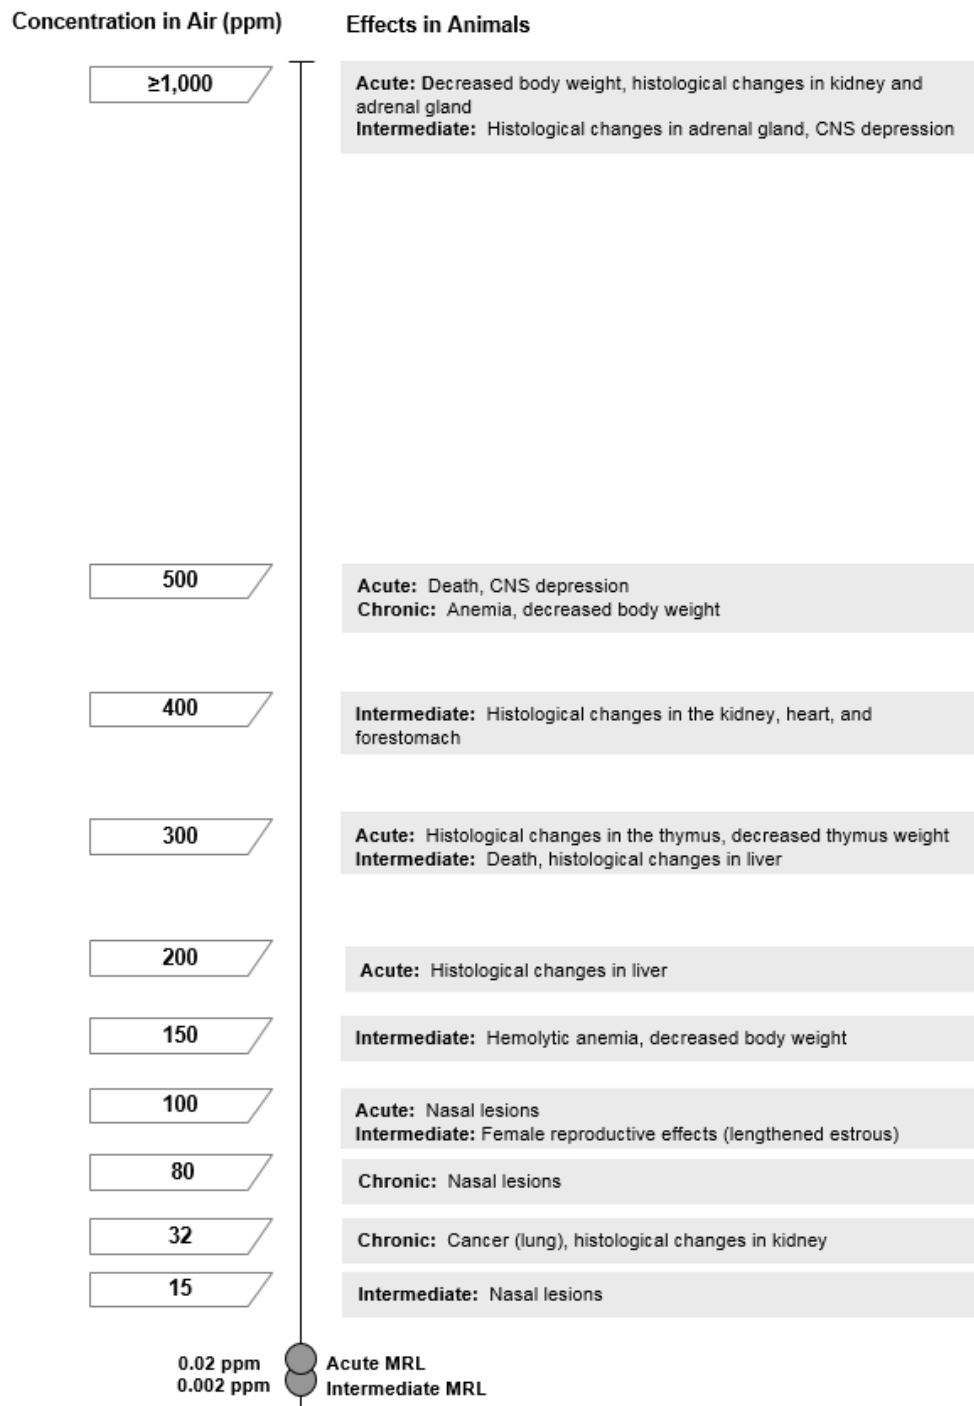 Concentration in Air (ppm)
Effects in Animals
≥1,000
Acute: Decreased body weight, histological changes in kidney and
adrenal gland
Intermediate: Histological changes in adrenal gland, CNS depression
500
Acute: Death, CNS depression
Chronic: Anemia, decreased body weight
400
Intermediate: Histological changes in the kidney, heart, and
forestomach
300
Acute: Histological changes in the thymus, decreased thymus weight
Intermediate: Death, histological changes in liver
200
Acute: Histological changes in liver
150
Intermediate: Hemolytic anemia, decreased body weight
100
Acute: Nasal lesions
Intermediate: Female reproductive effects (lengthened estrous)
80
Chronic: Nasal lesions
32
Chronic: Cancer (lung), histological changes in kidney
15
Intermediate: Nasal lesions
0.02 ppm Acute MRL
0.002 ppm Intermediate MRL